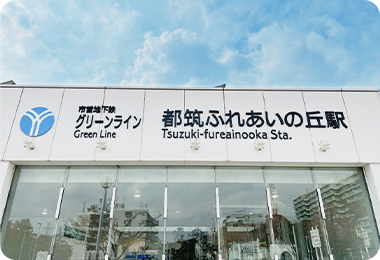 市営地下鉄
グリーンライン
Green Line
都筑ふれあいの丘駅
Tsuzuki-fureainooka Sta.